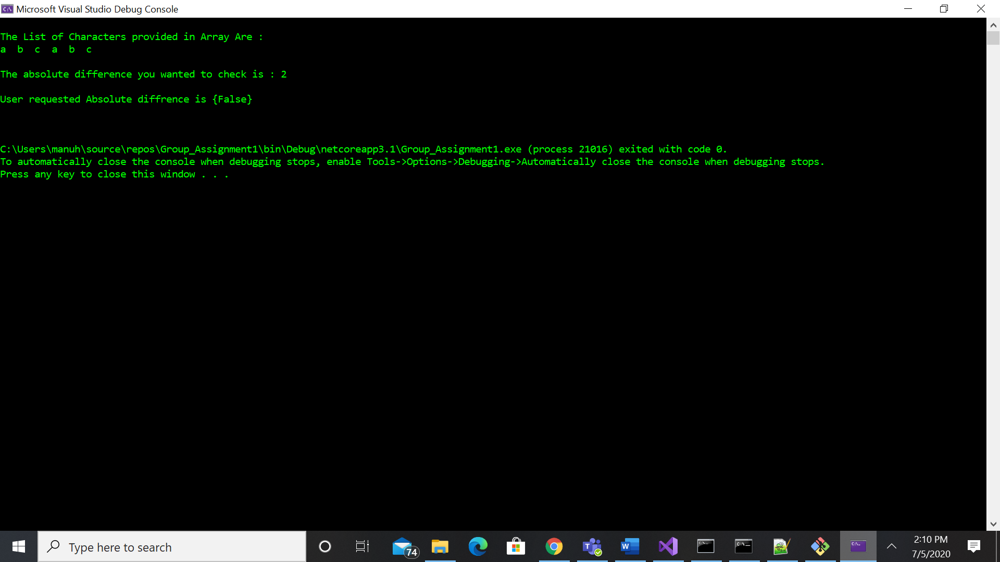 Microsoft Visual Studio Debug Console
The List of Characters provided in Array Are :
a  b  c  a  b  c
The absolute difference you wanted to check is : 2
User requested Absolute diffrence is {False}
C:\Users\manuh\source\repos\Group_Assignment1\bin\Debug\netcoreapp3.1\Group_Assignment1.exe (process 21016) exited with code 0.
To automatically close the console when debugging stops, enable Tools->Options->Debugging->Automatically close the console when debugging stops.
Press any key to close this window . . .
Type here to search
74
2:10 PM
7/5/2020